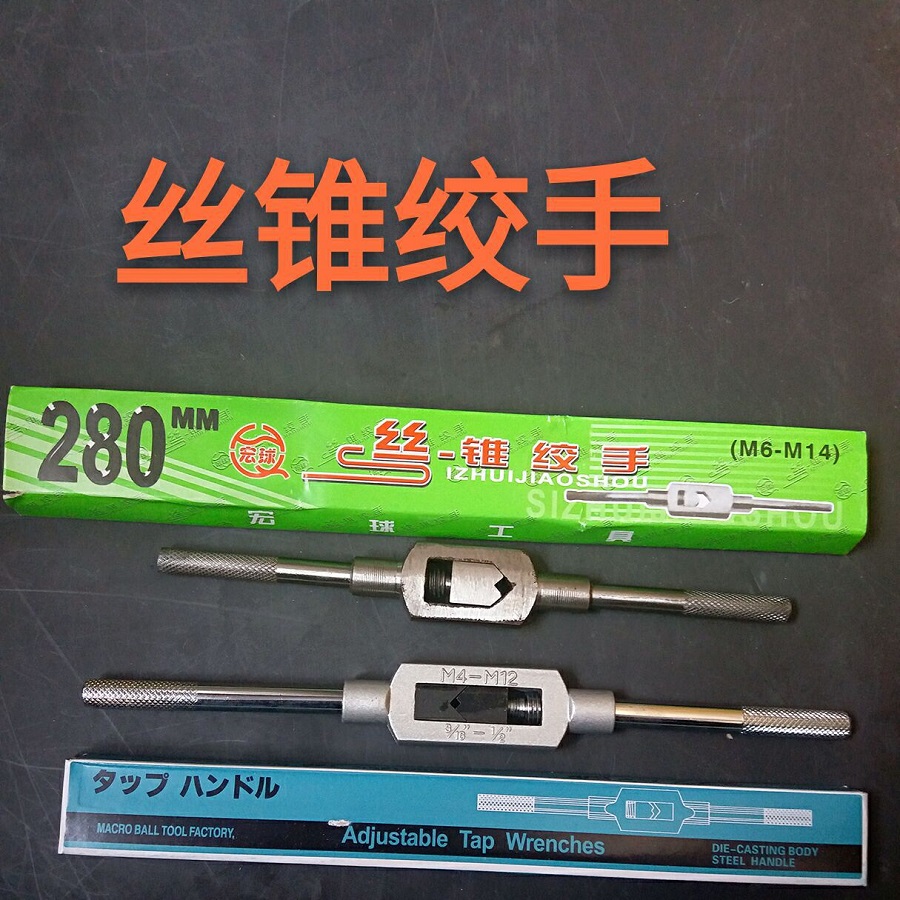 丝锥绞手
280MM
宏球
丝-锥绞手
(M6-M14)
IZHUIJIAOSHOU
SIZHUIJIAOSHOU
宏球工具
M4-M12
3/16"-1/2"
タップ ハンドル
MACRO BALL TOOL FACTORY,
Adjustable Tap Wrenches
DIE-CASTING BODY
STEEL HANDLE